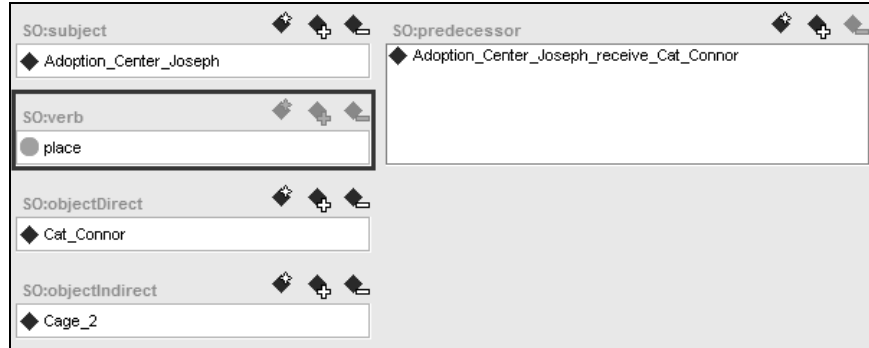 SO:subject
Adoption_Center_Joseph
SO:verb
place
SO:objectDirect
Cat_Connor
SO:objectIndirect
Cage_2
SO:predecessor
Adoption_Center_Joseph_receive_Cat_Connor